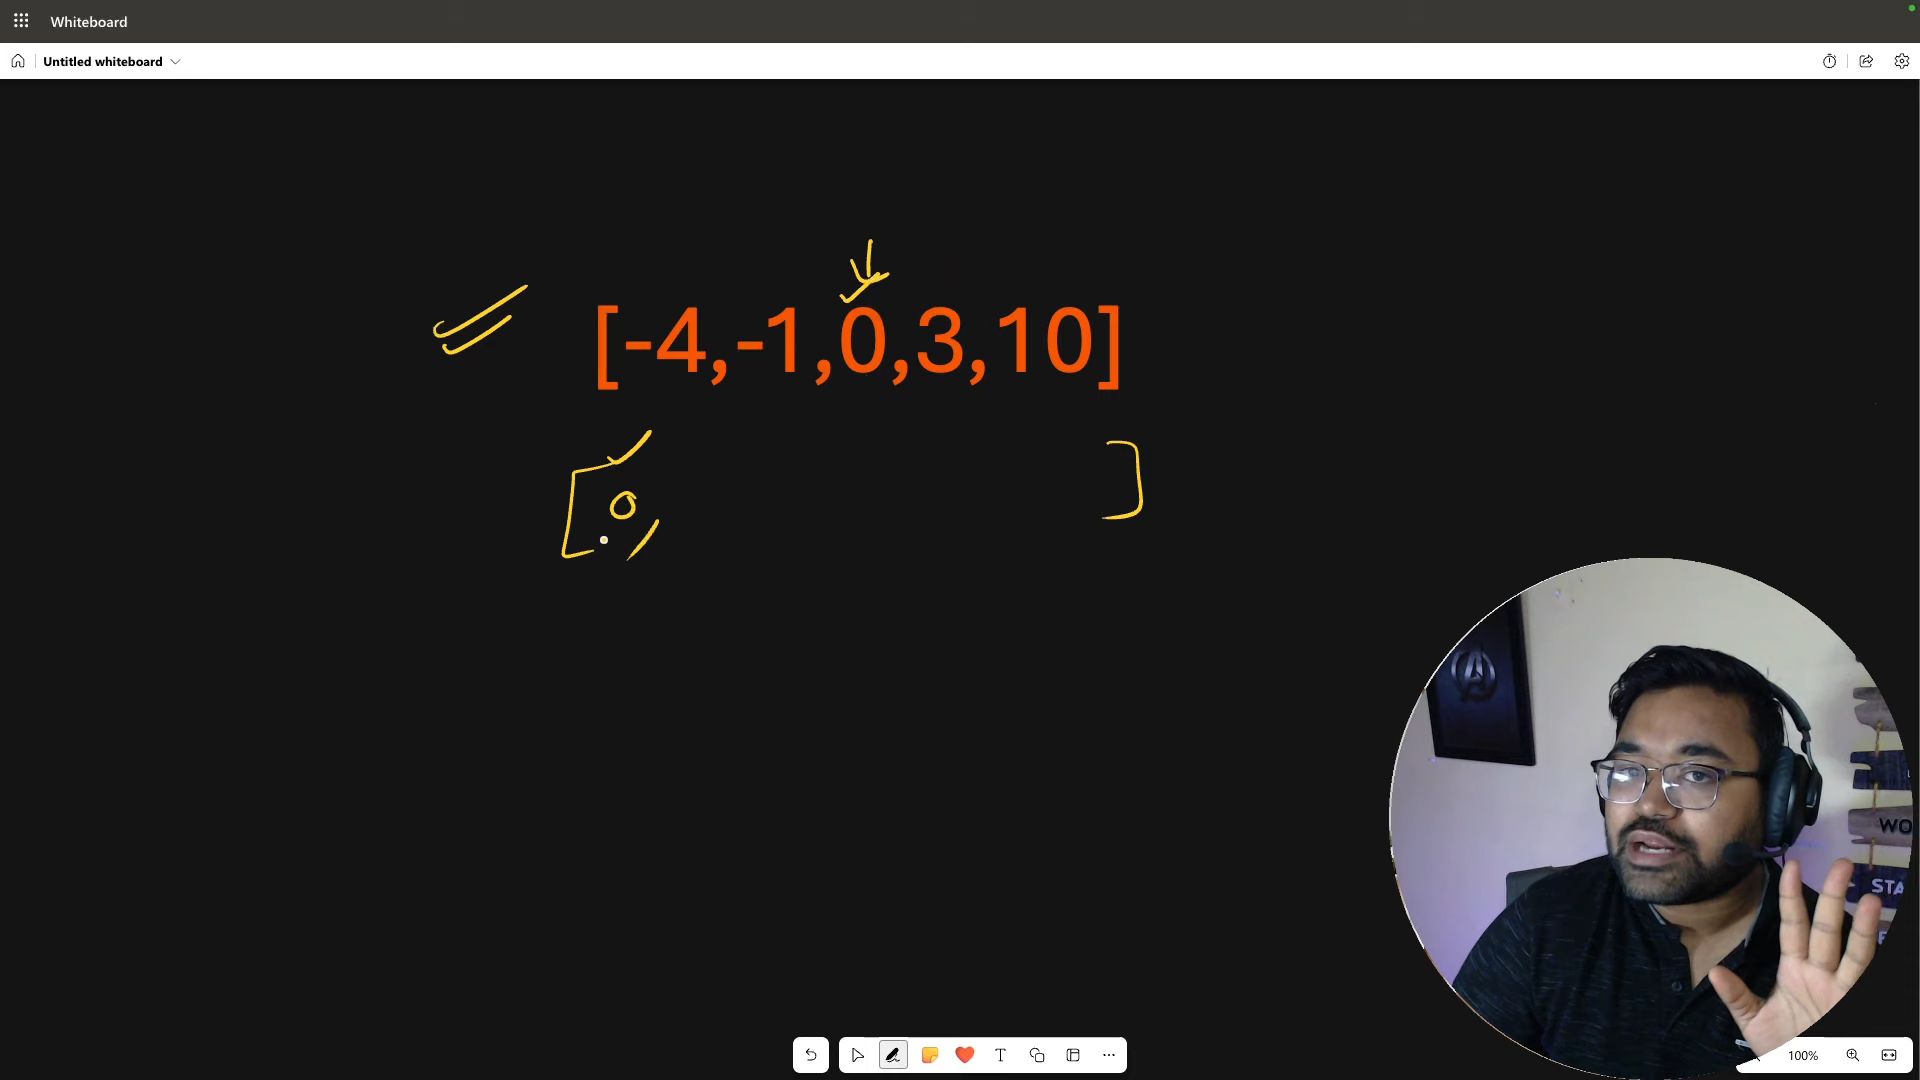 Whiteboard
Untitled whiteboard
[-4,-1,0,3,10]
[0, ]
WO
STA
T
100%